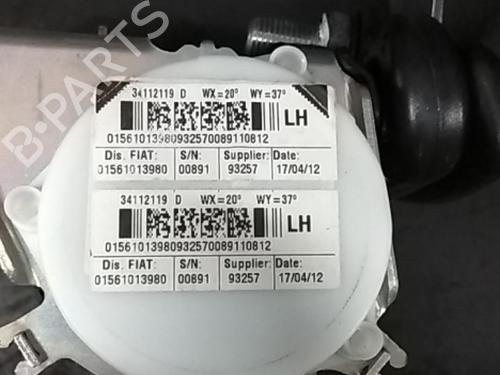 B-PARTS
34112119 D WX=20° WY=37°
LH
01561013980932570089110812
Dis. FIAT: S/N: Supplier: Date:
01561013980 00891 93257 17/04/12
34112119 D WX=20° WY=37°
LH
01561013980932570089110812
Dis. FIAT: S/N: Supplier: Date:
01561013980 00891 93257 17/04/12